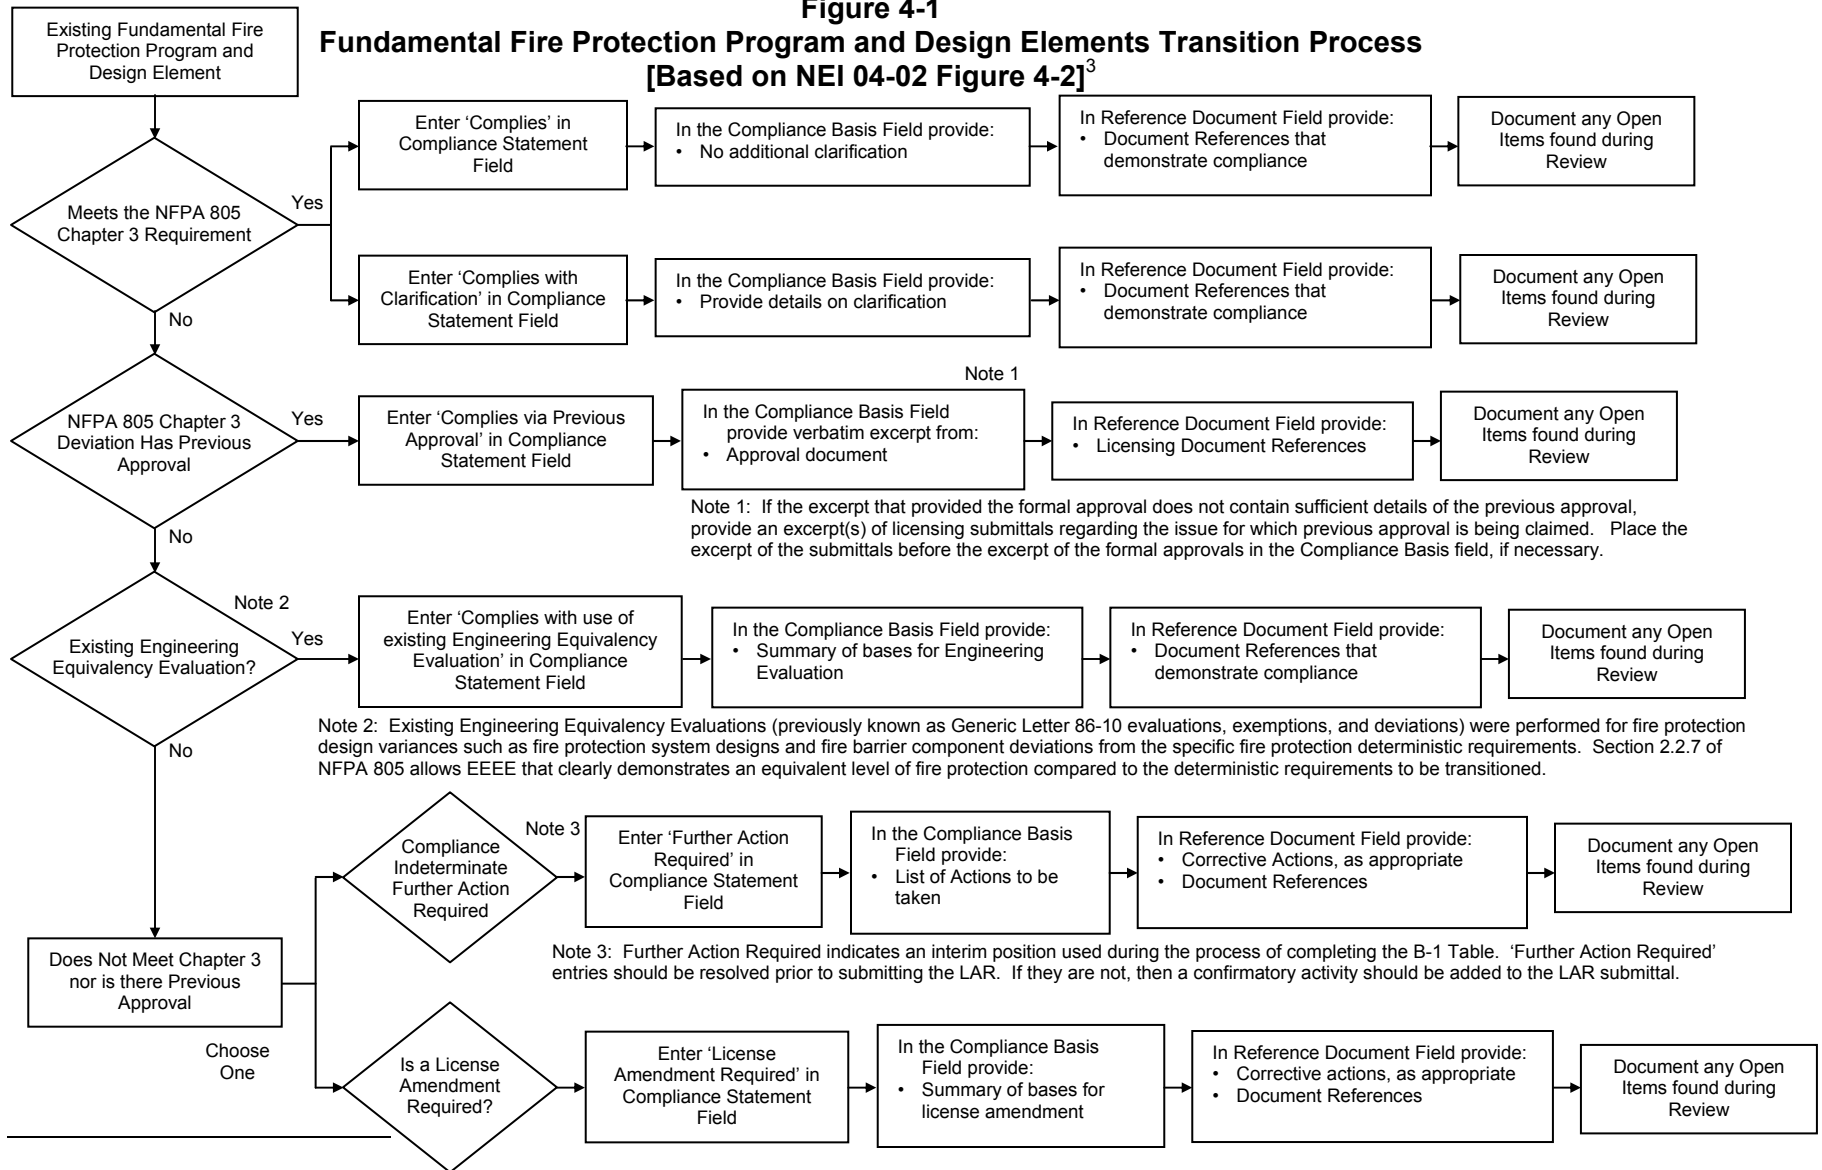 Figure 4-1
Fundamental Fire Protection Program and Design Elements Transition Process
[Based on NEI 04-02 Figure 4-2]3
Existing Fundamental Fire
Protection Program and
Design Element
Meets the NFPA 805
Chapter 3 Requirement
Yes
Enter ‘Complies’ in
Compliance Statement
Field
In the Compliance Basis Field provide:
• No additional clarification
In Reference Document Field provide:
• Document References that
demonstrate compliance
Document any Open
Items found during
Review
Enter ‘Complies with
Clarification’ in Compliance
Statement Field
In the Compliance Basis Field provide:
• Provide details on clarification
In Reference Document Field provide:
• Document References that
demonstrate compliance
Document any Open
Items found during
Review
No
NFPA 805 Chapter 3
Deviation Has Previous
Approval
Yes
Enter ‘Complies via Previous
Approval’ in Compliance
Statement Field
Note 1
In the Compliance Basis Field
provide verbatim excerpt from:
• Approval document
In Reference Document Field provide:
• Licensing Document References
Document any Open
Items found during
Review
Note 1: If the excerpt that provided the formal approval does not contain sufficient details of the previous approval,
provide an excerpt(s) of licensing submittals regarding the issue for which previous approval is being claimed. Place the
excerpt of the submittals before the excerpt of the formal approvals in the Compliance Basis field, if necessary.
No
Existing Engineering
Equivalency Evaluation?
Note 2
Yes
Enter ‘Complies with use of
existing Engineering Equivalency
Evaluation’ in Compliance
Statement Field
In the Compliance Basis Field provide:
• Summary of bases for Engineering
Evaluation
In Reference Document Field provide:
• Document References that
demonstrate compliance
Document any Open
Items found during
Review
Note 2: Existing Engineering Equivalency Evaluations (previously known as Generic Letter 86-10 evaluations, exemptions, and deviations) were performed for fire protection
design variances such as fire protection system designs and fire barrier component deviations from the specific fire protection deterministic requirements. Section 2.2.7 of
NFPA 805 allows EEEE that clearly demonstrates an equivalent level of fire protection compared to the deterministic requirements to be transitioned.
No
Does Not Meet Chapter 3
nor is there Previous
Approval
Choose
One
Compliance
Indeterminate
Further Action
Required
Note 3
Enter ‘Further Action
Required’ in
Compliance Statement
Field
In the Compliance Basis
Field provide:
• List of Actions to be
taken
In Reference Document Field provide:
• Corrective Actions, as appropriate
• Document References
Document any Open
Items found during
Review
Note 3: Further Action Required indicates an interim position used during the process of completing the B-1 Table. ‘Further Action Required’
entries should be resolved prior to submitting the LAR. If they are not, then a confirmatory activity should be added to the LAR submittal.
Is a License
Amendment
Required?
Enter ‘License
Amendment Required’ in
Compliance Statement
Field
In the Compliance Basis
Field provide:
• Summary of bases for
license amendment
In Reference Document Field provide:
• Corrective actions, as appropriate
• Document References
Document any Open
Items found during
Review